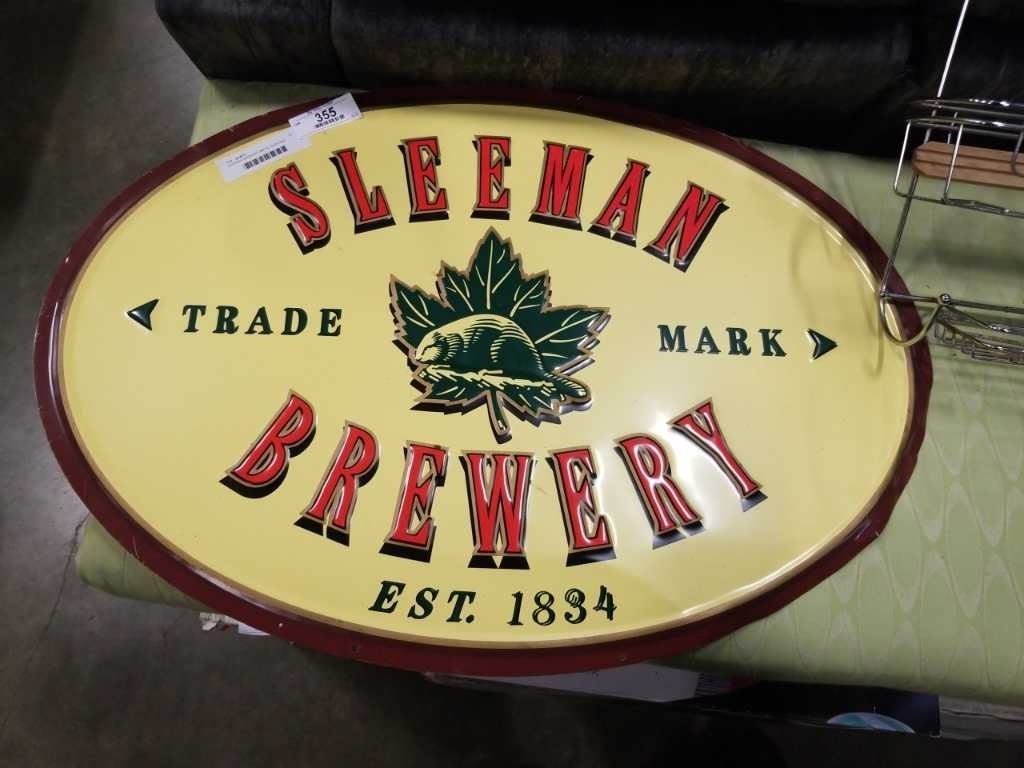 355
SLEEMAN
TRADE MARK
BREWERY
EST. 1834